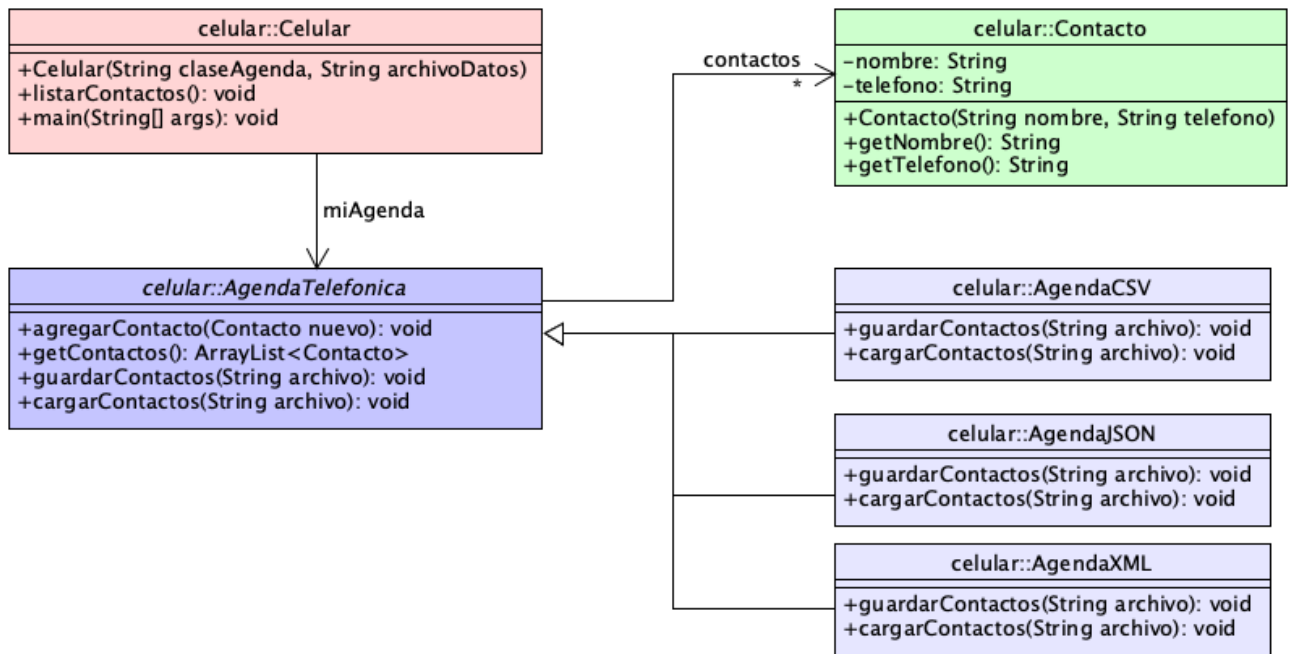 celular::Celular
+Celular(String claseAgenda, String archivoDatos)
+listarContactos(): void
+main(String[] args): void
contactos
*
celular::Contacto
-nombre: String
-telefono: String
+Contacto(String nombre, String telefono)
+getNombre(): String
+getTelefono(): String
miAgenda
celular::AgendaTelefonica
+agregarContacto(Contacto nuevo): void
+getContactos(): ArrayList<Contacto>
+guardarContactos(String archivo): void
+cargarContactos(String archivo): void
celular::AgendaCSV
+guardarContactos(String archivo): void
+cargarContactos(String archivo): void
celular::AgendaJSON
+guardarContactos(String archivo): void
+cargarContactos(String archivo): void
celular::AgendaXML
+guardarContactos(String archivo): void
+cargarContactos(String archivo): void